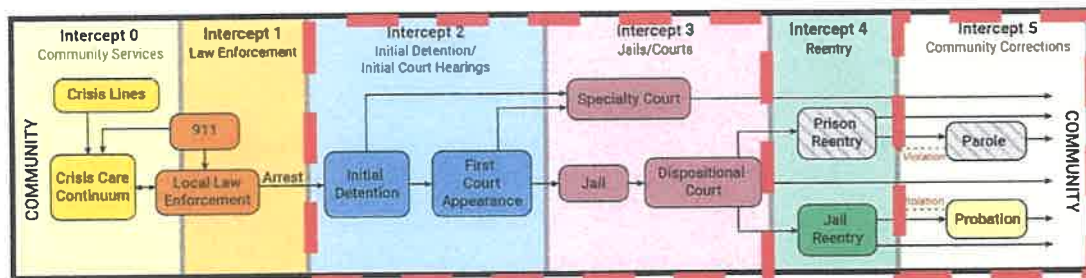 Intercept 0
Community Services
Intercept 1
Law Enforcement
Intercept 2
Initial Detention/
Initial Court Hearings
Intercept 3
Jails/Courts
Intercept 4
Reentry
Intercept 5
Community Corrections
COMMUNITY
Crisis Lines
911
Crisis Care
Continuum
Local Law
Enforcement
Arrest
Initial
Detention
First
Court
Appearance
Specialty Court
Jail
Dispositional
Court
Prison
Reentry
Violation
Parole
Jail
Reentry
Violation
Probation
COMMUNITY